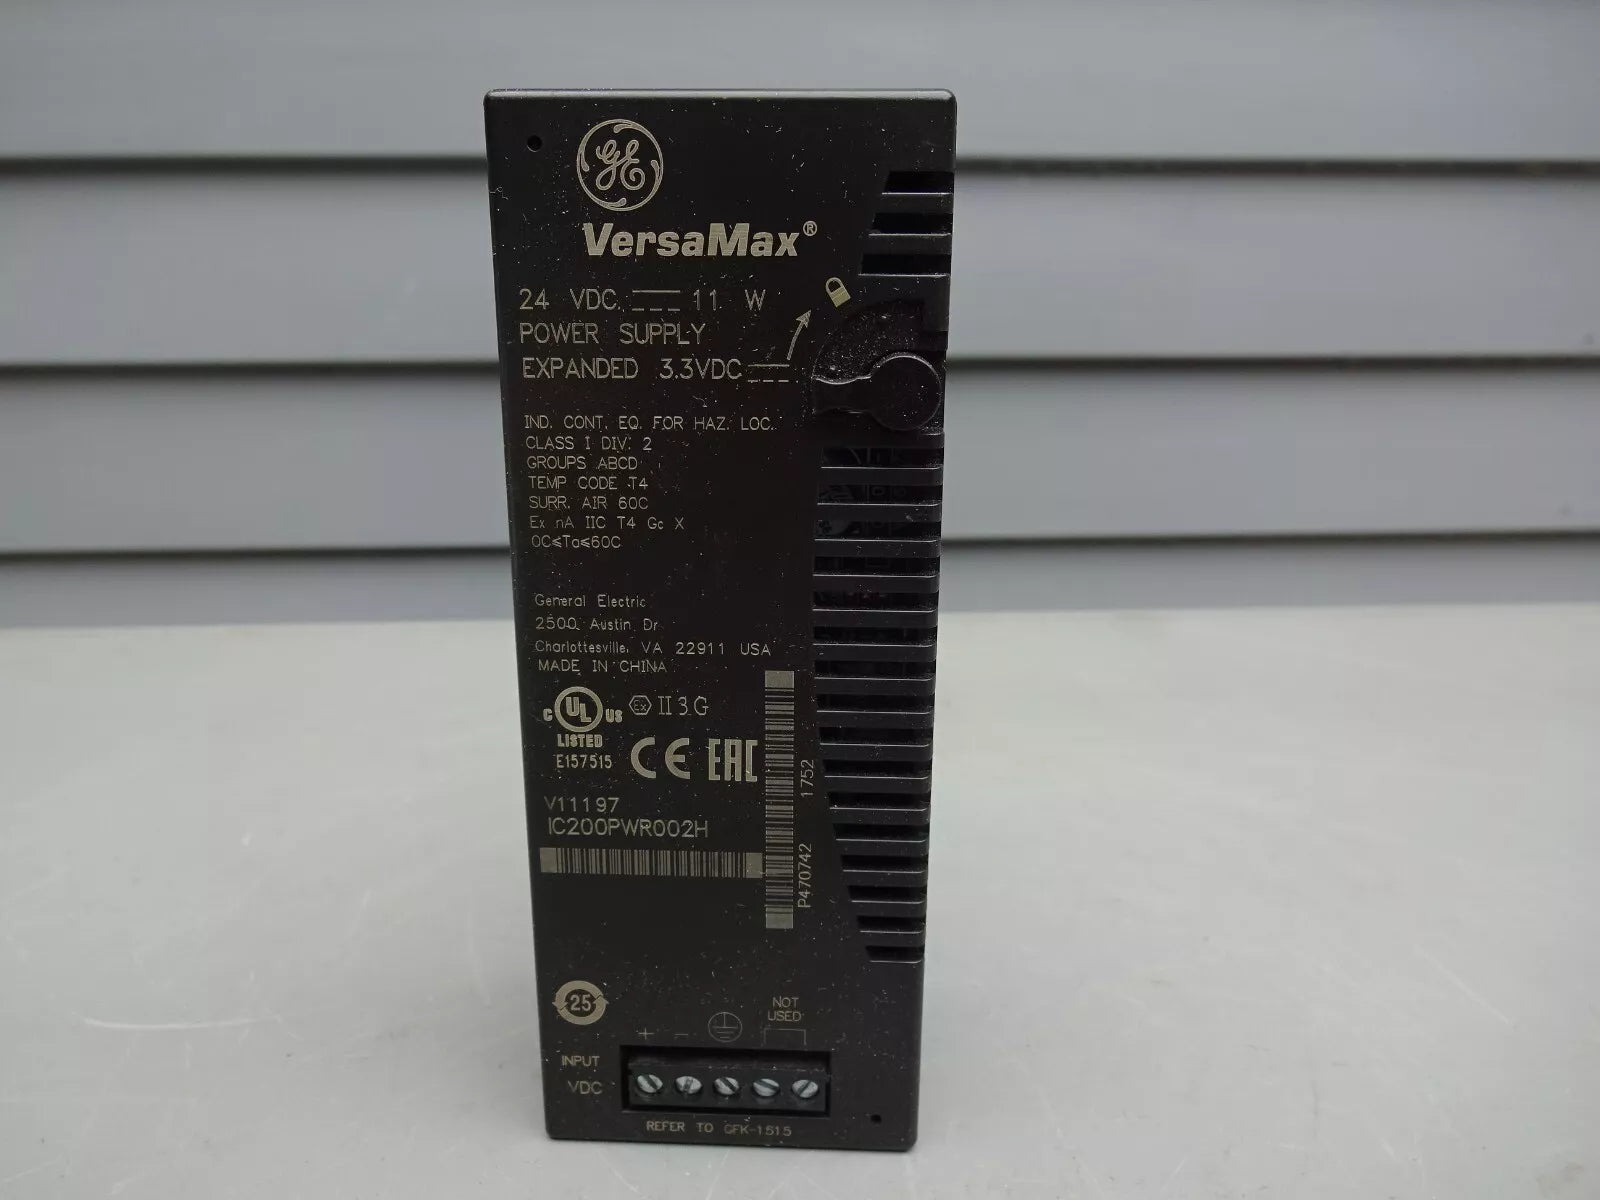 GE
VersaMax®
24 VDC 11 W
POWER SUPPLY
EXPANDED 3.3VDC
IND. CONT. EQ. FOR HAZ. LOC.
CLASS I DIV. 2
GROUPS ABCD
TEMP CODE T4
SURR. AIR 60C
Ex nA IIC T4 Gc X
0C≤Ta≤60C
General Electric
2500 Austin Dr
Charlottesville, VA 22911 USA
MADE IN CHINA
C UL US
LISTED
E157515
Ex II 3 G
CE EAC
V11197
IC200PWR002H
P470742 1752
25
NOT
USED
+ -
INPUT
VDC
REFER TO GFK-1515